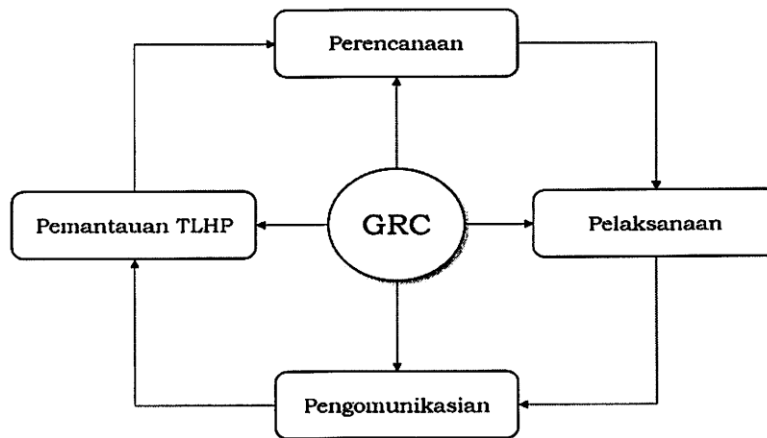 Perencanaan
Pemantauan TLHP
GRC
Pelaksanaan
Pengomunikasian